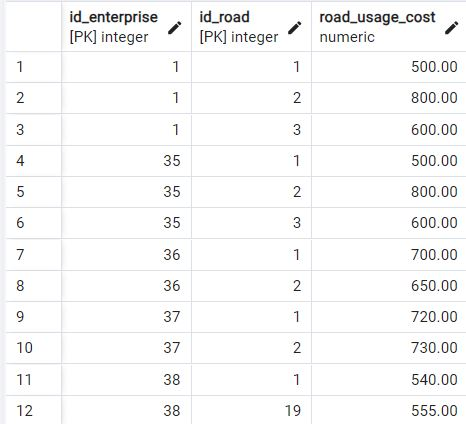 id_enterprise id_road road_usage_cost
[PK] integer [PK] integer numeric
1 1 1 500.00
2 1 2 800.00
3 1 3 600.00
4 35 1 500.00
5 35 2 800.00
6 35 3 600.00
7 36 1 700.00
8 36 2 650.00
9 37 1 720.00
10 37 2 730.00
11 38 1 540.00
12 38 19 555.00